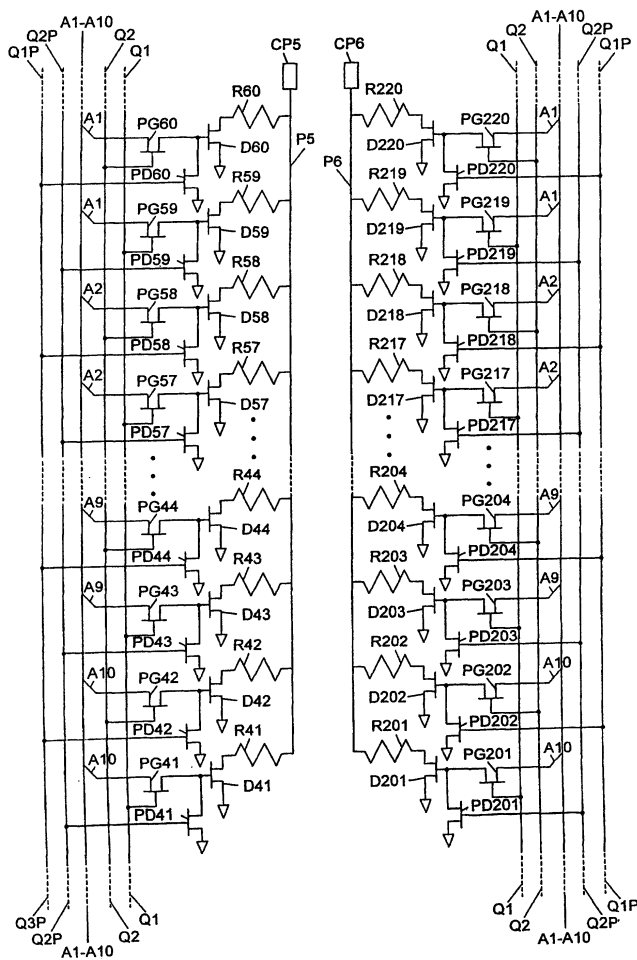 A1-A10
Q2P
Q2
Q1P
Q1
CP5
CP6
A1-A10
Q2
Q2P
Q1
Q1P
R60
A1
PG60
D60
PD60
P5
R220
A1
PG220
D220
PD220
P6
R59
A1
PG59
D59
PD59
R219
A1
PG219
D219
PD219
R58
A2
PG58
D58
PD58
R218
A2
PG218
D218
PD218
R57
A2
PG57
D57
PD57
R217
A2
PG217
D217
PD217
R44
A9
PG44
D44
PD44
R204
A9
PG204
D204
PD204
R43
A9
PG43
D43
PD43
R203
A9
PG203
D203
PD203
R42
A10
PG42
D42
PD42
R202
A10
PG202
D202
PD202
R41
A10
PG41
D41
PD41
R201
A10
PG201
D201
PD201
Q3P
Q2P
A1-A10
Q2
Q1
Q1
Q2
A1-A10
Q2P
Q1P